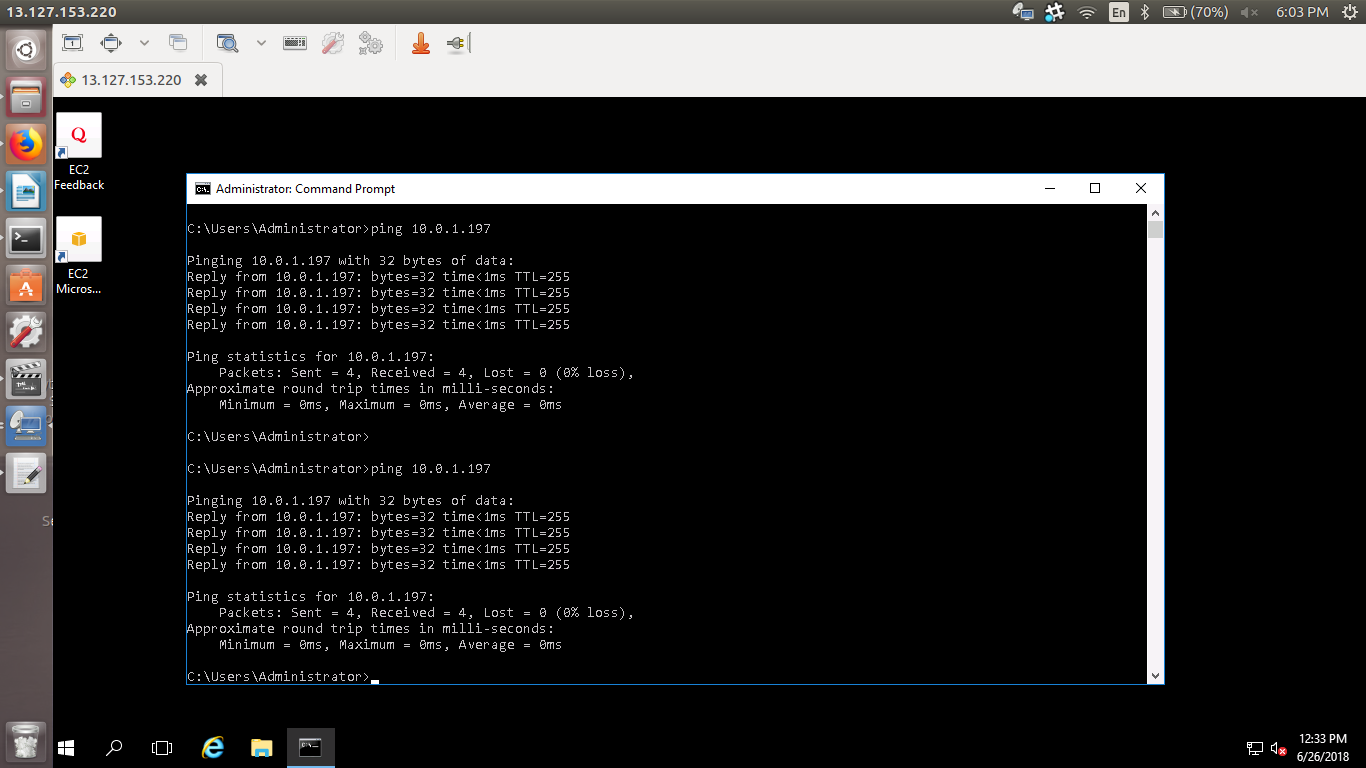 13.127.153.220
En
(70%)
6:03 PM
13.127.153.220
Q
EC2
Feedback
EC2
Micros...
Administrator: Command Prompt
C:\Users\Administrator>ping 10.0.1.197
Pinging 10.0.1.197 with 32 bytes of data:
Reply from 10.0.1.197: bytes=32 time<1ms TTL=255
Reply from 10.0.1.197: bytes=32 time<1ms TTL=255
Reply from 10.0.1.197: bytes=32 time<1ms TTL=255
Reply from 10.0.1.197: bytes=32 time<1ms TTL=255
Ping statistics for 10.0.1.197:
    Packets: Sent = 4, Received = 4, Lost = 0 (0% loss),
Approximate round trip times in milli-seconds:
    Minimum = 0ms, Maximum = 0ms, Average = 0ms
C:\Users\Administrator>
C:\Users\Administrator>ping 10.0.1.197
Pinging 10.0.1.197 with 32 bytes of data:
Reply from 10.0.1.197: bytes=32 time<1ms TTL=255
Reply from 10.0.1.197: bytes=32 time<1ms TTL=255
Reply from 10.0.1.197: bytes=32 time<1ms TTL=255
Reply from 10.0.1.197: bytes=32 time<1ms TTL=255
Ping statistics for 10.0.1.197:
    Packets: Sent = 4, Received = 4, Lost = 0 (0% loss),
Approximate round trip times in milli-seconds:
    Minimum = 0ms, Maximum = 0ms, Average = 0ms
C:\Users\Administrator>
Se
12:33 PM
6/26/2018